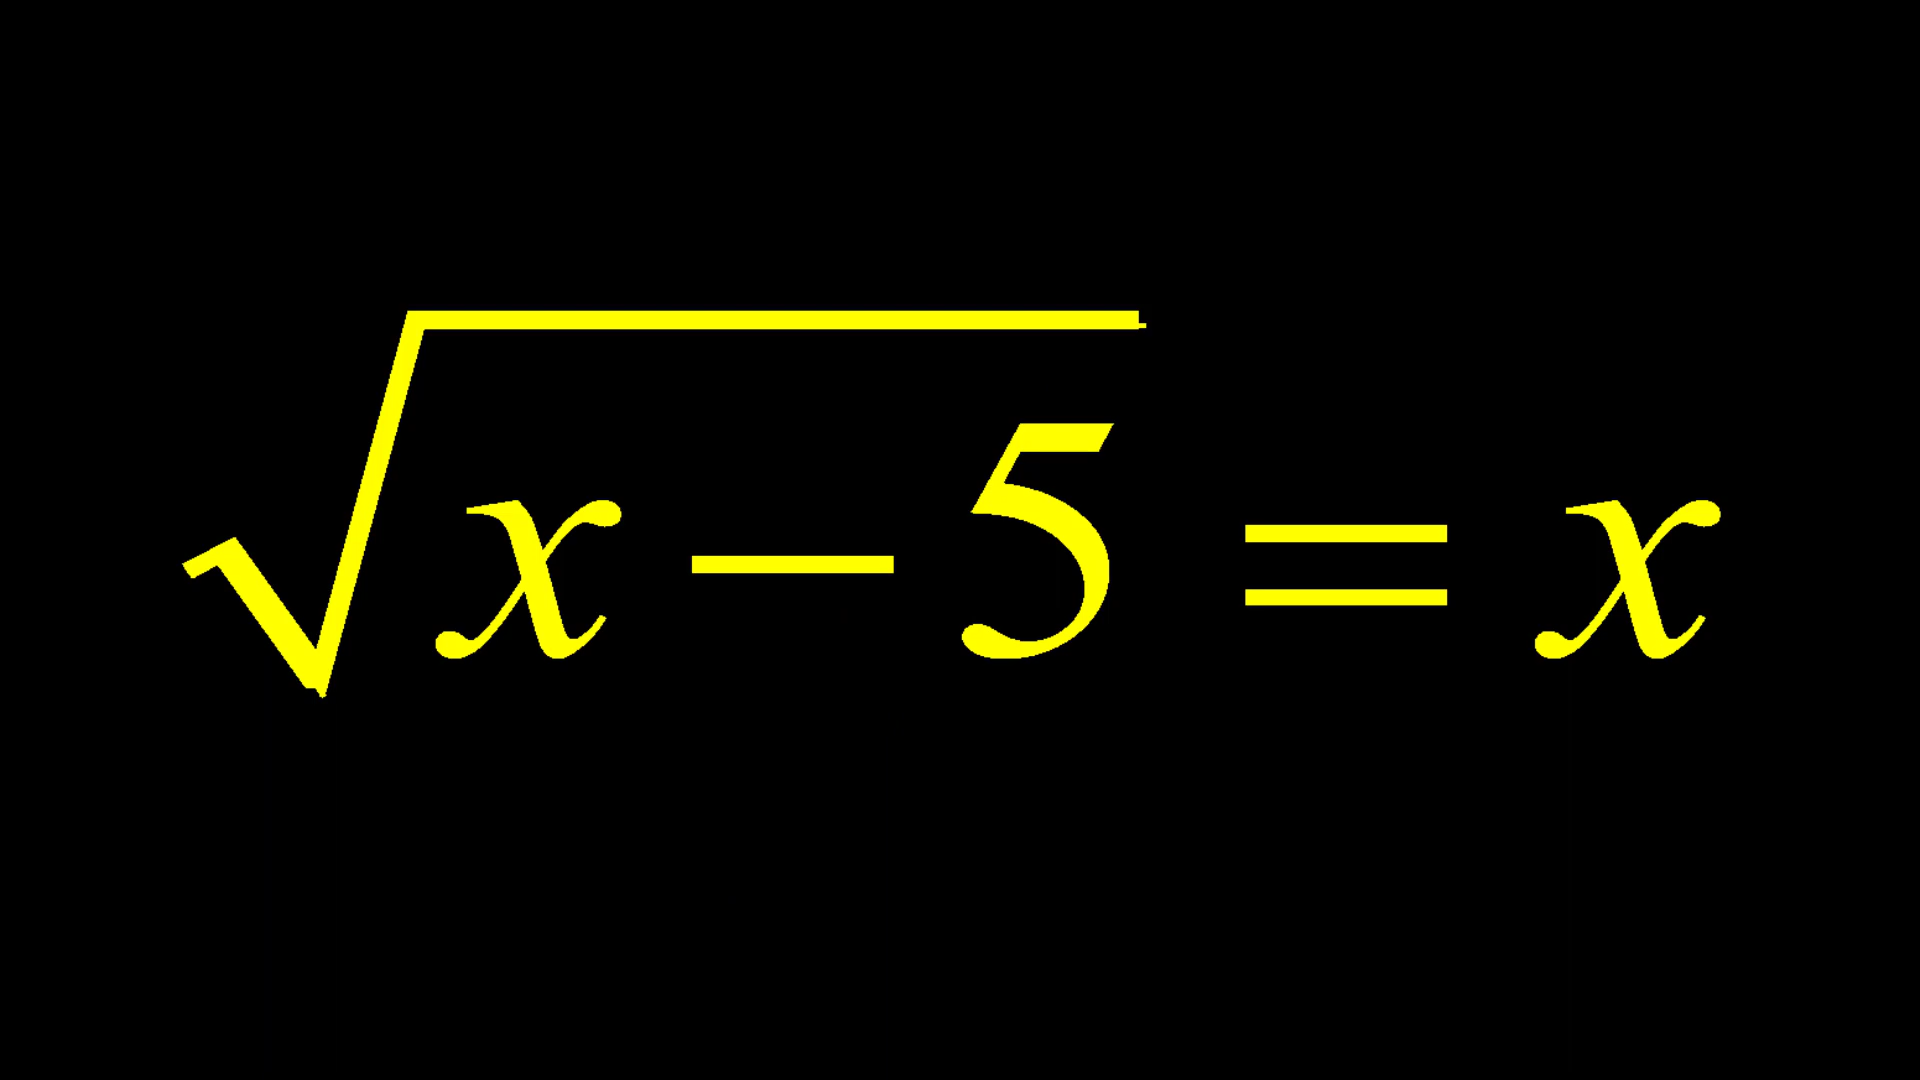 √(x − 5) = x